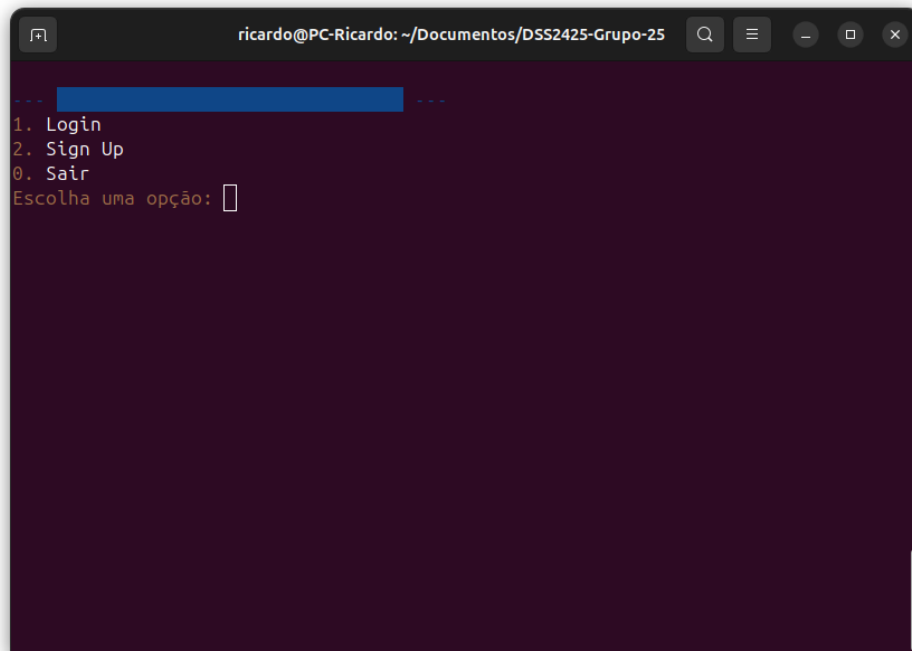 ricardo@PC-Ricardo: ~/Documentos/DSS2425-Grupo-25
--- ---
1. Login
2. Sign Up
0. Sair
Escolha uma opção: